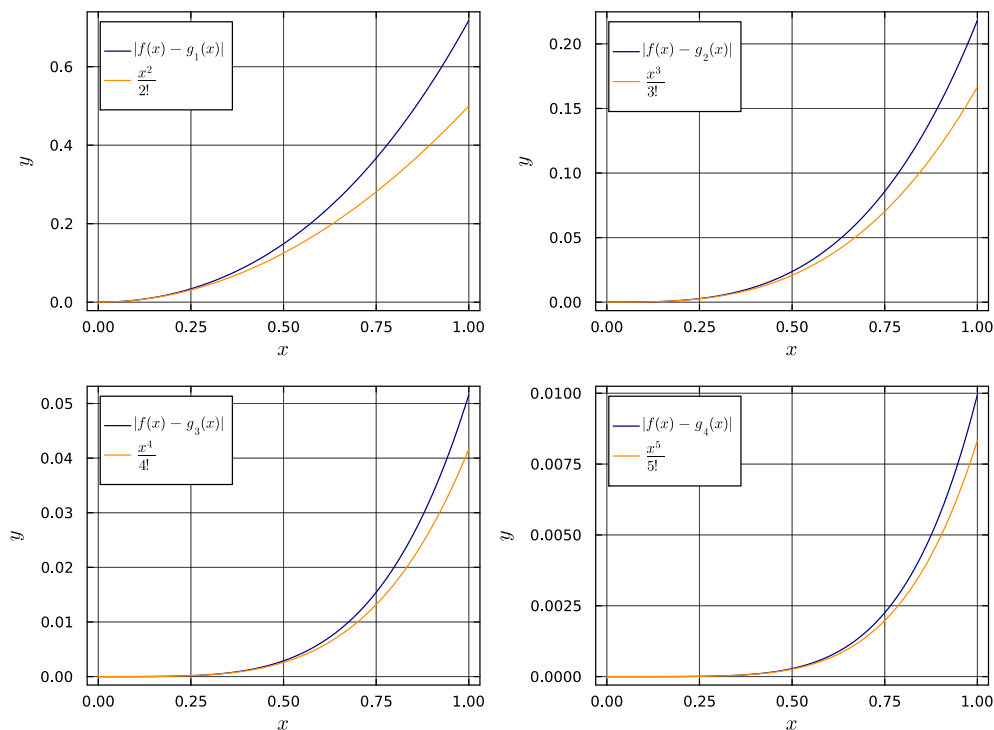 |f(x) − g₁(x)|
x²/2!
0.6
0.4
0.2
0.0
y
0.00 0.25 0.50 0.75 1.00
x
|f(x) − g₂(x)|
x³/3!
0.20
0.15
0.10
0.05
0.00
y
0.00 0.25 0.50 0.75 1.00
x
|f(x) − g₃(x)|
x⁴/4!
0.05
0.04
0.03
0.02
0.01
0.00
y
0.00 0.25 0.50 0.75 1.00
x
|f(x) − g₄(x)|
x⁵/5!
0.0100
0.0075
0.0050
0.0025
0.0000
y
0.00 0.25 0.50 0.75 1.00
x